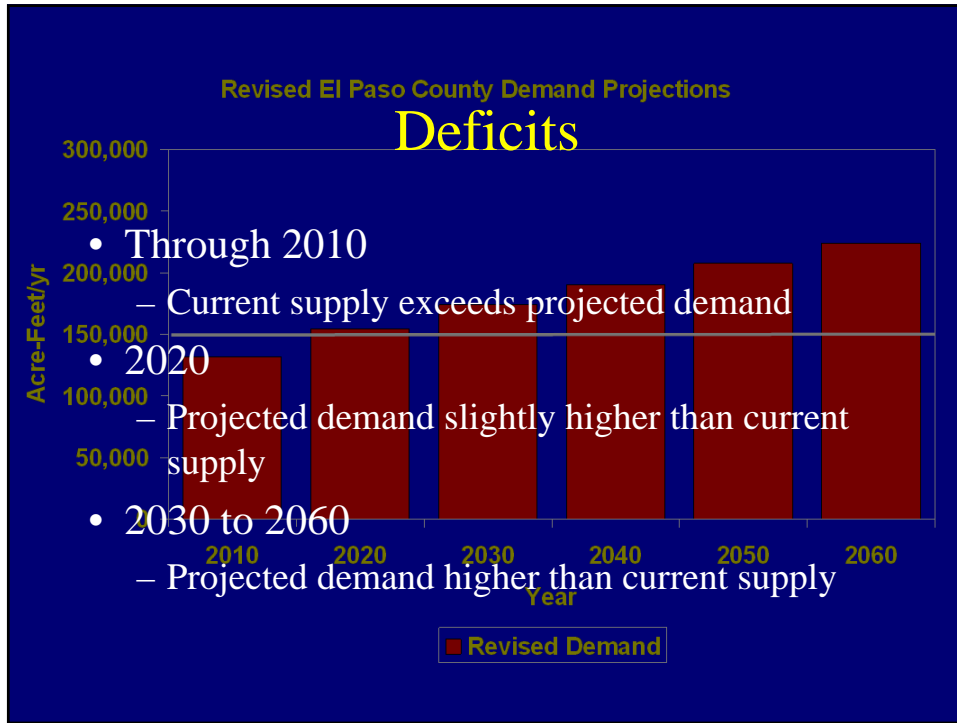 Revised El Paso County Demand Projections
Deficits
300,000
250,000
200,000
150,000
100,000
50,000
0
Acre-Feet/yr
• Through 2010
– Current supply exceeds projected demand
• 2020
– Projected demand slightly higher than current
supply
• 2030 to 2060
– Projected demand higher than current supply
2010 2020 2030 2040 2050 2060
Year
Revised Demand